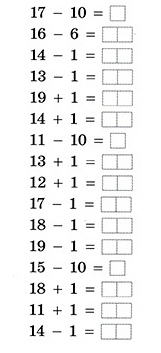 17 − 10 =
16 − 6 =
14 − 1 =
13 − 1 =
19 + 1 =
14 + 1 =
11 − 10 =
13 + 1 =
12 + 1 =
17 − 1 =
18 − 1 =
19 − 1 =
15 − 10 =
18 + 1 =
11 + 1 =
14 − 1 =